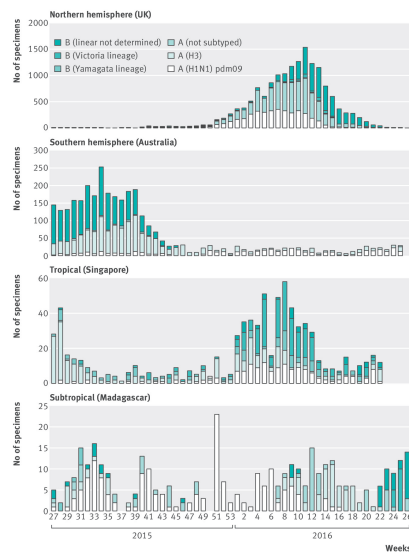 Northern hemisphere (UK)
No of specimens
2000
1500
1000
500
0
B (linear not determined)
B (Victoria lineage)
B (Yamagata lineage)
A (not subtyped)
A (H3)
A (H1N1) pdm09
Southern hemisphere (Australia)
No of specimens
300
250
200
150
100
50
0
Tropical (Singapore)
No of specimens
60
40
20
0
Subtropical (Madagascar)
No of specimens
25
20
15
10
5
0
27 29 31 33 35 37 39 41 43 45 47 49 51 53 2 4 6 8 10 12 14 16 18 20 22 24 26
2015 2016
Weeks